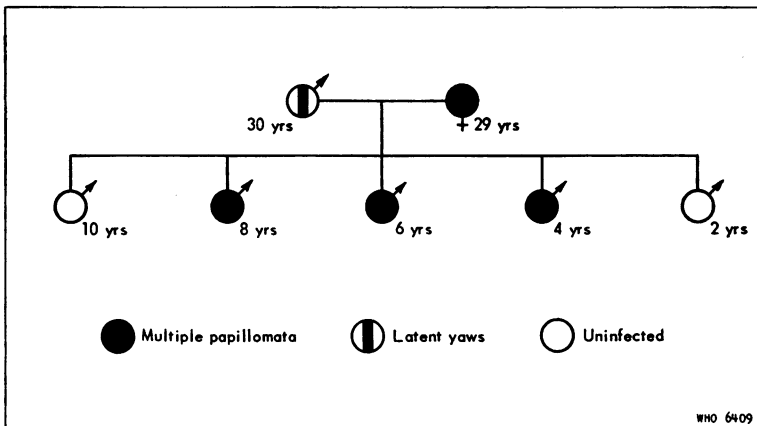 30 yrs 29 yrs
10 yrs 8 yrs 6 yrs 4 yrs 2 yrs
Multiple papillomata Latent yaws Uninfected
WHO 6409